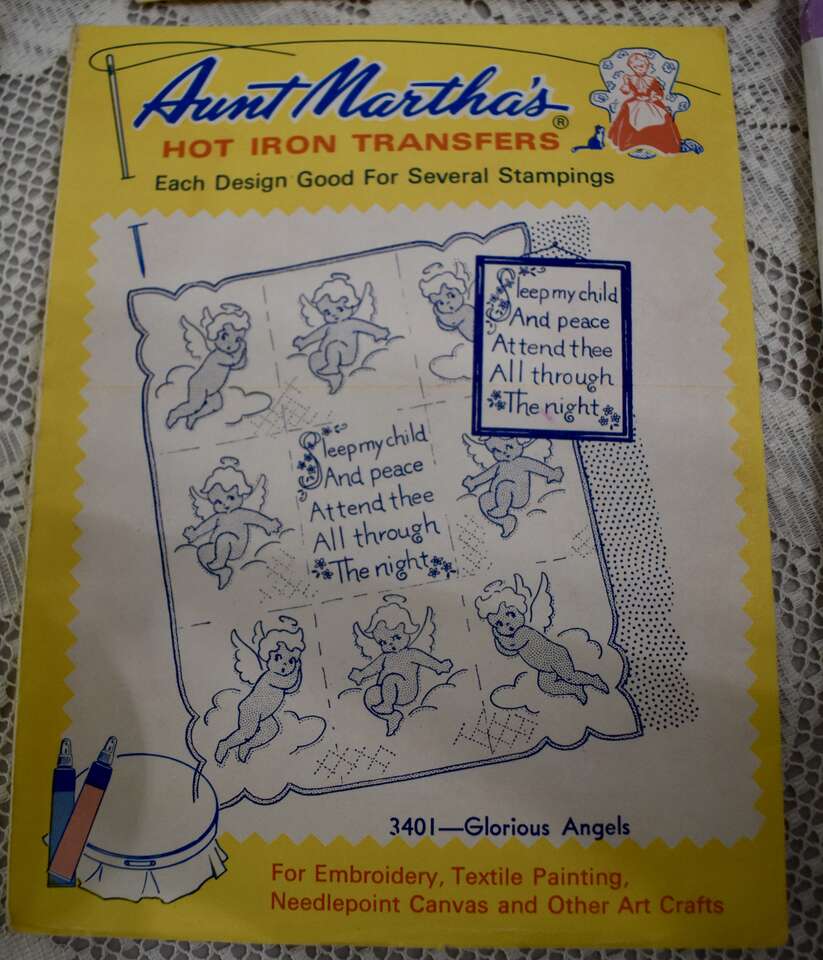 Aunt Martha's®
HOT IRON TRANSFERS
Each Design Good For Several Stampings
Sleep my child
And peace
Attend thee
All through
The night
Sleep my child
And peace
Attend thee
All through
The night
3401—Glorious Angels
For Embroidery, Textile Painting,
Needlepoint Canvas and Other Art Crafts